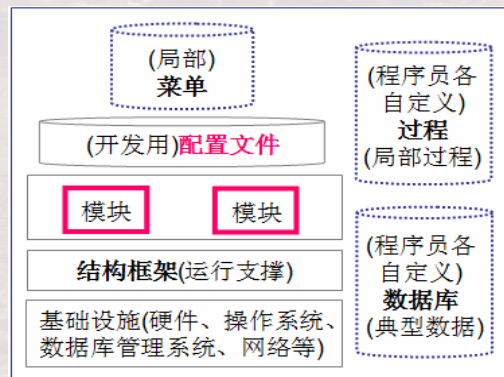 (局部)
菜单
(开发用)配置文件
模块
模块
结构框架(运行支撑)
基础设施(硬件、操作系统、
数据库管理系统、网络等)
(程序员各
自定义)
过程
(局部过程)
(程序员各
自定义)
数据库
(典型数据)